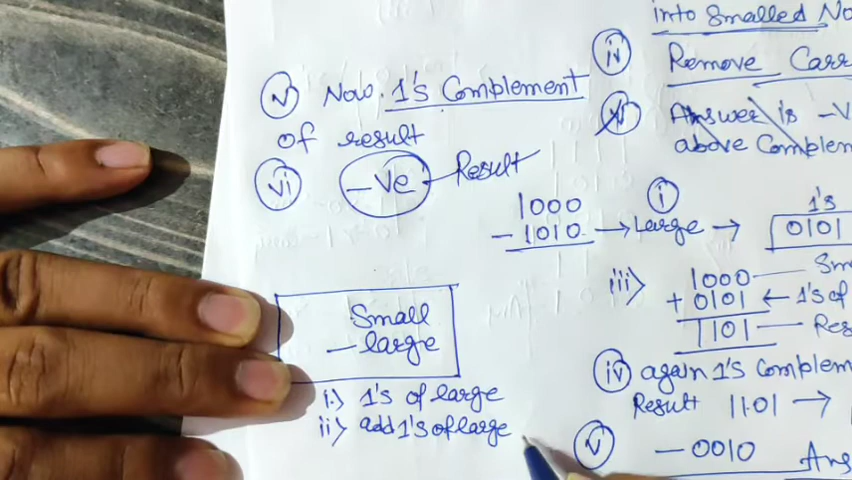 (v) Now. 1's Complement
of result
(vi) -ve Result
Small
- large
i) 1's of large
ii) add 1's of large
into Smalled No
(iv) Remove Carr
Answer is -V
above Complem
1000
- 1010 → Large → 0101
(i) 1's
iii) 1000 Sm
+ 0101 ← 1's of
1101 Res
(iv) again 1's Complem
Result 1101 →
(v) - 0010 Ans